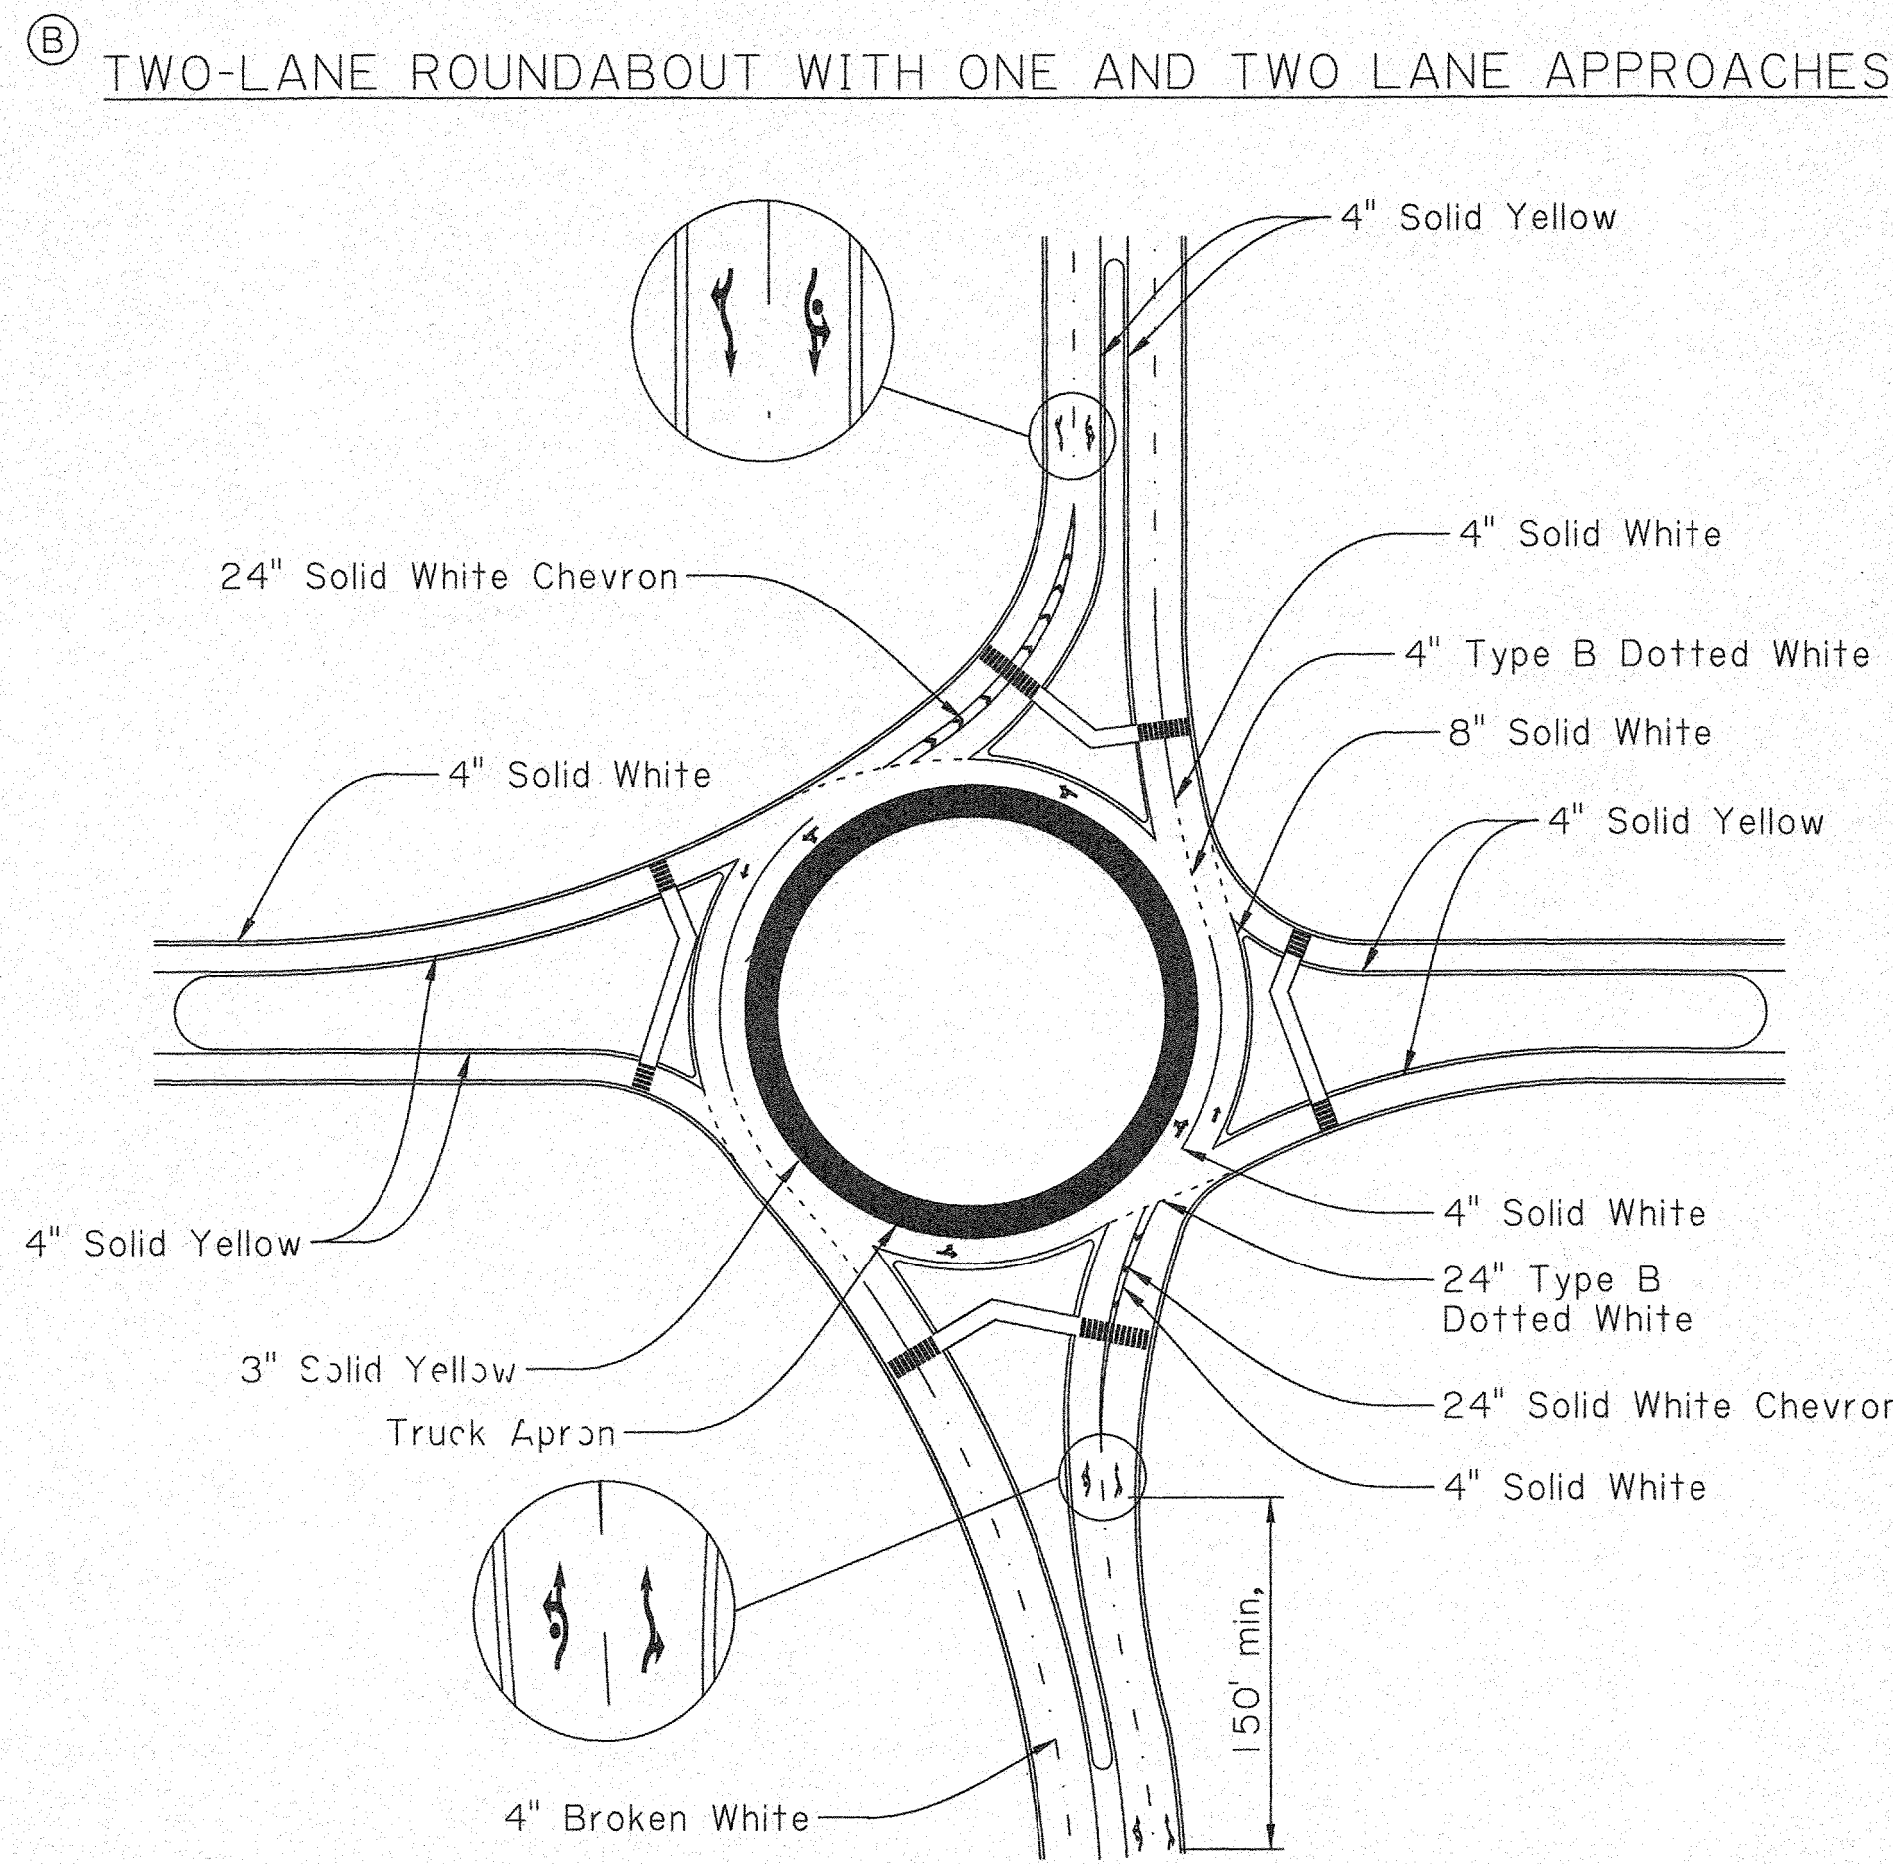 B
TWO-LANE ROUNDABOUT WITH ONE AND TWO LANE APPROACHES
4" Solid Yellow
4" Solid White
24" Solid White Chevron
4" Type B Dotted White
8" Solid White
4" Solid White
4" Solid Yellow
4" Solid White
4" Solid Yellow
24" Type B
Dotted White
3" Solid Yellow
24" Solid White Chevron
Truck Apron
4" Solid White
150' min,
4" Broken White